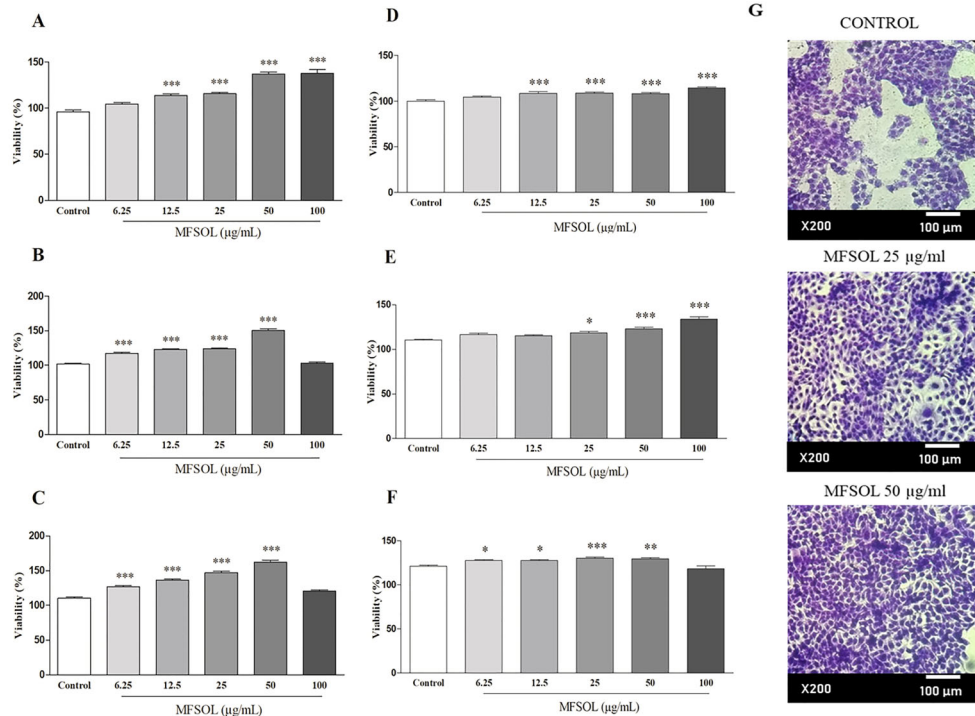 A
***
***
***
***
150
100
50
0
Viability (%)
Control
6.25
12.5
25
50
100
MFSOL (µg/mL)
B
***
***
***
***
200
150
100
50
0
Viability (%)
Control
6.25
12.5
25
50
100
MFSOL (µg/mL)
C
***
***
***
***
200
150
100
50
0
Viability (%)
Control
6.25
12.5
25
50
100
MFSOL (µg/mL)
D
***
***
***
***
150
100
50
0
Viability (%)
Control
6.25
12.5
25
50
100
MFSOL (µg/mL)
E
*
***
***
150
100
50
0
Viability (%)
Control
6.25
12.5
25
50
100
MFSOL (µg/mL)
F
*
*
***
**
150
100
50
0
Viability (%)
Control
6.25
12.5
25
50
100
MFSOL (µg/mL)
G
CONTROL
X200
100 µm
MFSOL 25 µg/ml
X200
100 µm
MFSOL 50 µg/ml
X200
100 µm